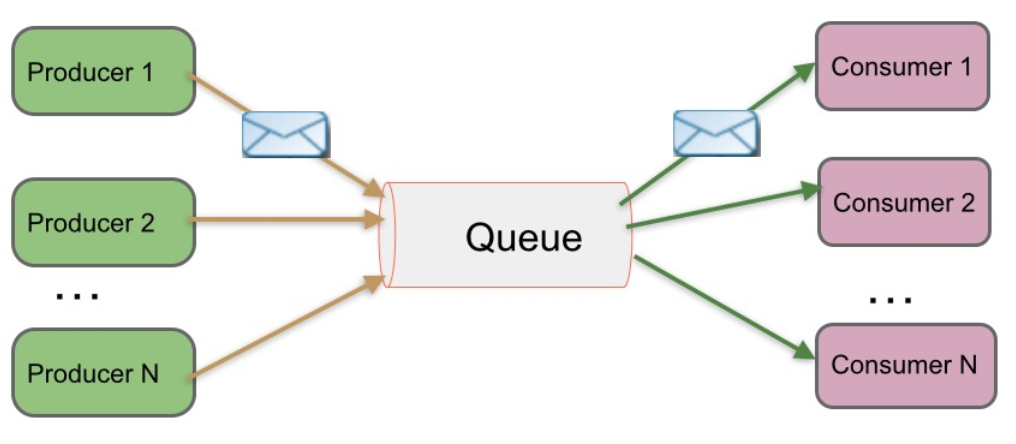 Producer 1
Consumer 1
Producer 2
Queue
Consumer 2
...
...
Producer N
Consumer N